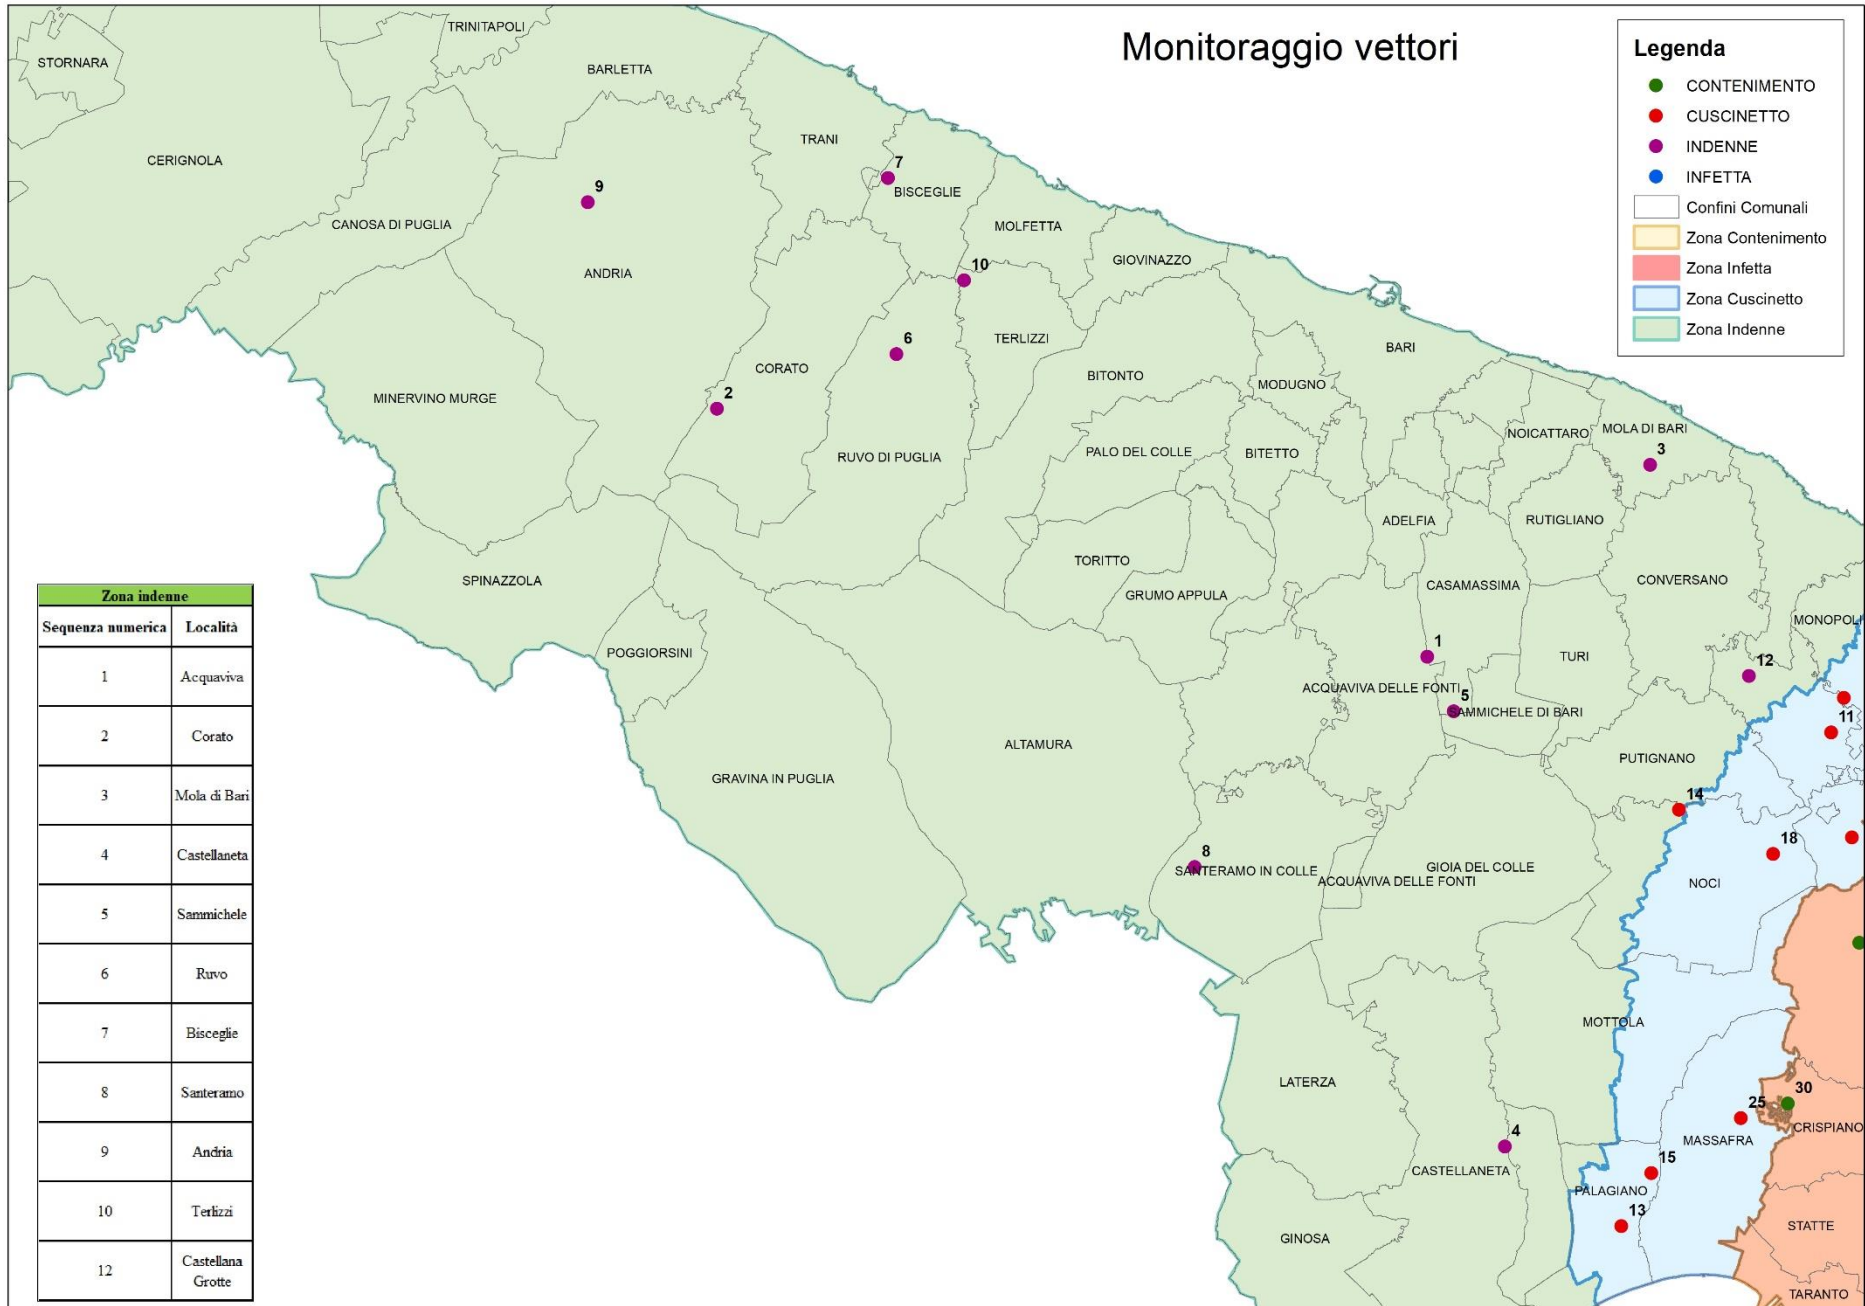 Monitoraggio vettori
Legenda
CONTENIMENTO
CUSCINETTO
INDENNE
INFETTA
Confini Comunali
Zona Contenimento
Zona Infetta
Zona Cuscinetto
Zona Indenne
TRINITAPOLI
STORNARA
BARLETTA
CERIGNOLA
TRANI
7
BISCEGLIE
9
CANOSA DI PUGLIA
MOLFETTA
GIOVINAZZO
ANDRIA
10
6
TERLIZZI
BARI
CORATO
BITONTO
MODUGNO
2
MINERVINO MURGE
MOLA DI BARI
NOICATTARO
3
RUVO DI PUGLIA
PALO DEL COLLE
BITETTO
ADELFIA
RUTIGLIANO
TORITTO
SPINAZZOLA
CONVERSANO
CASAMASSIMA
GRUMO APPULA
MONOPOLI
POGGIORSINI
1
TURI
12
ACQUAVIVA DELLE FONTI
5
SAMMICHELE DI BARI
11
ALTAMURA
PUTIGNANO
GRAVINA IN PUGLIA
14
8
18
SANTERAMO IN COLLE
GIOIA DEL COLLE
ACQUAVIVA DELLE FONTI
NOCI
MOTTOLA
LATERZA
30
25
CRISPIANO
4
MASSAFRA
15
CASTELLANETA
PALAGIANO
13
STATTE
GINOSA
TARANTO
Zona indenne
Sequenza numerica Località
1 Acquaviva
2 Corato
3 Mola di Bari
4 Castellaneta
5 Sammichele
6 Ruvo
7 Bisceglie
8 Santeramo
9 Andria
10 Terlizzi
12 Castellana
Grotte